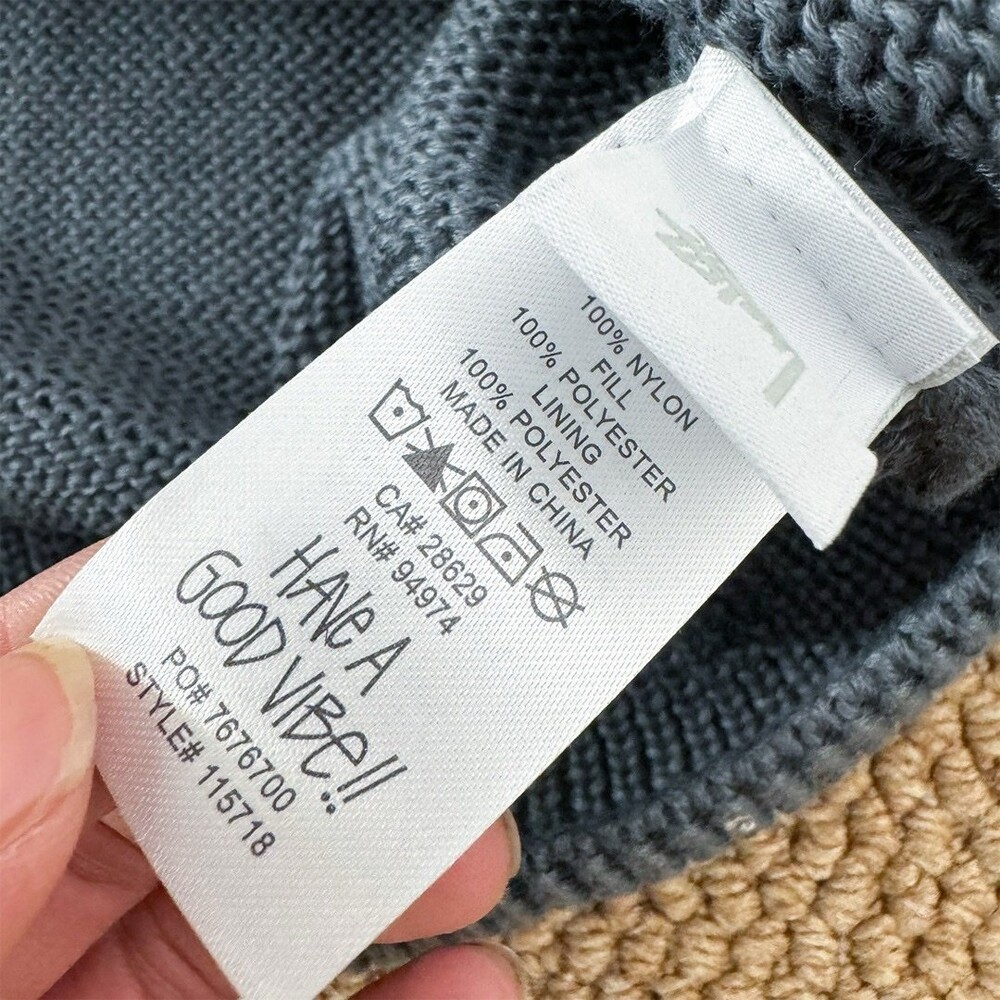 100% NYLON
FILL
100% POLYESTER
LINING
100% POLYESTER
MADE IN CHINA
CA# 28629
RN# 94974
HAVE A
GOOD VIBE!!
PO# 7676700
STYLE# 115718